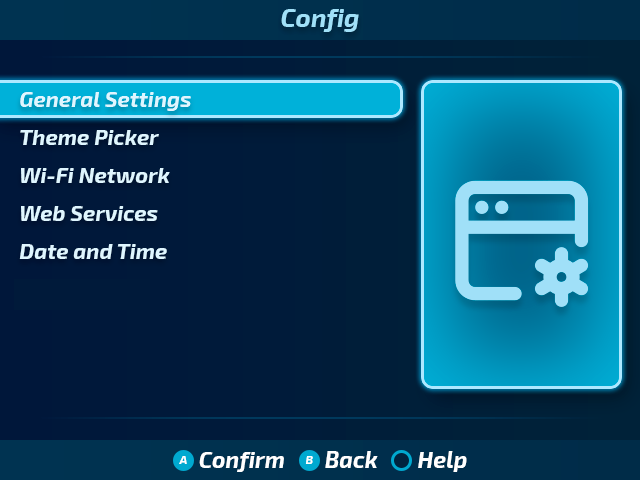 Config
General Settings
Theme Picker
Wi-Fi Network
Web Services
Date and Time
A Confirm B Back Help